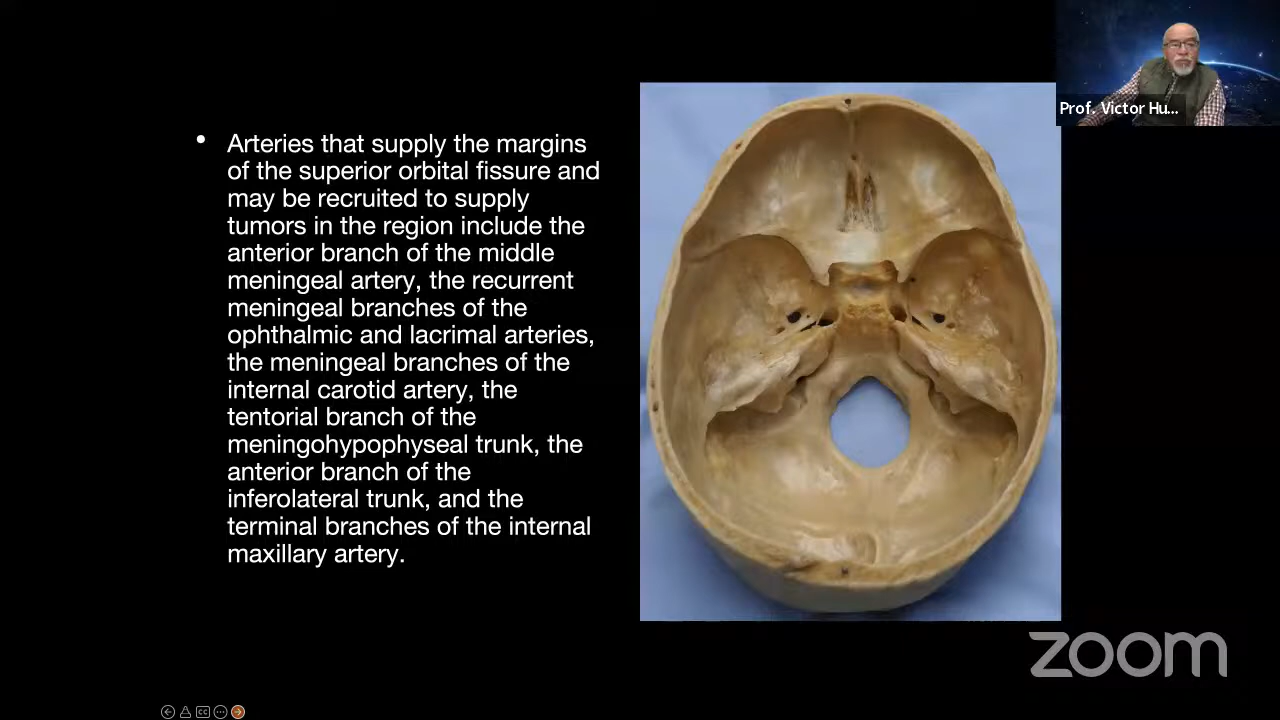 Arteries that supply the margins
of the superior orbital fissure and
may be recruited to supply
tumors in the region include the
anterior branch of the middle
meningeal artery, the recurrent
meningeal branches of the
ophthalmic and lacrimal arteries,
the meningeal branches of the
internal carotid artery, the
tentorial branch of the
meningohypophyseal trunk, the
anterior branch of the
inferolateral trunk, and the
terminal branches of the internal
maxillary artery.
Prof. Victor Hu...
zoom
CC